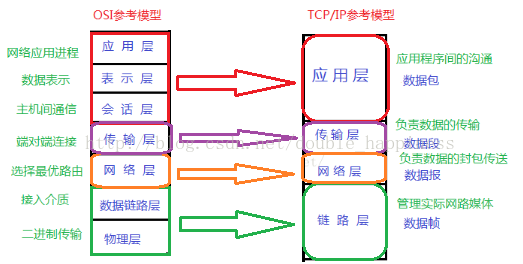 OSI参考模型
TCP/IP参考模型
网络应用进程
应用层
数据表示
表示层
主机间通信
会话层
应用层
应用程序间的沟通
数据包
端对端连接
传输层
传输层
负责数据的传输
数据段
选择最优路由
网络层
网络层
负责数据的封包传送
数据报
接入介质
数据链路层
二进制传输
物理层
链路层
管理实际网路媒体
数据帧